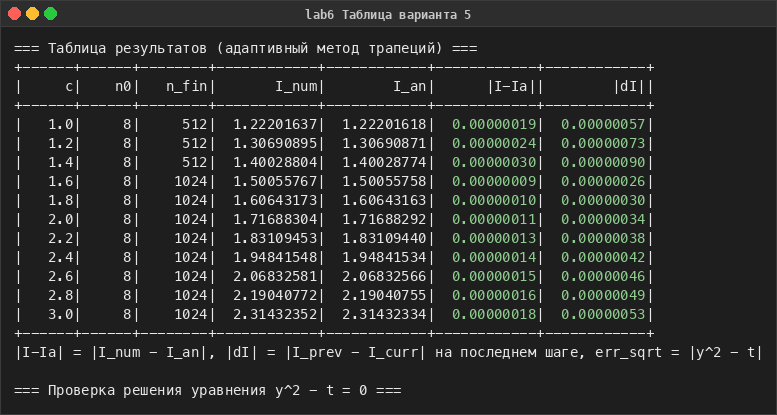 lab6 Таблица варианта 5
=== Таблица результатов (адаптивный метод трапеций) ===
+------+------+--------+------------+------------+------------+------------+
|     c|    n0|   n_fin|       I_num|        I_an|      |I-Ia||        |dI||
+------+------+--------+------------+------------+------------+------------+
|   1.0|     8|     512|  1.22201637|  1.22201618|  0.00000019|  0.00000057|
|   1.2|     8|     512|  1.30690895|  1.30690871|  0.00000024|  0.00000073|
|   1.4|     8|     512|  1.40028804|  1.40028774|  0.00000030|  0.00000090|
|   1.6|     8|    1024|  1.50055767|  1.50055758|  0.00000009|  0.00000026|
|   1.8|     8|    1024|  1.60643173|  1.60643163|  0.00000010|  0.00000030|
|   2.0|     8|    1024|  1.71688304|  1.71688292|  0.00000011|  0.00000034|
|   2.2|     8|    1024|  1.83109453|  1.83109440|  0.00000013|  0.00000038|
|   2.4|     8|    1024|  1.94841548|  1.94841534|  0.00000014|  0.00000042|
|   2.6|     8|    1024|  2.06832581|  2.06832566|  0.00000015|  0.00000046|
|   2.8|     8|    1024|  2.19040772|  2.19040755|  0.00000016|  0.00000049|
|   3.0|     8|    1024|  2.31432352|  2.31432334|  0.00000018|  0.00000053|
+------+------+--------+------------+------------+------------+------------+
|I-Ia| = |I_num - I_an|, |dI| = |I_prev - I_curr| на последнем шаге, err_sqrt = |y^2 - t|
=== Проверка решения уравнения y^2 - t = 0 ===